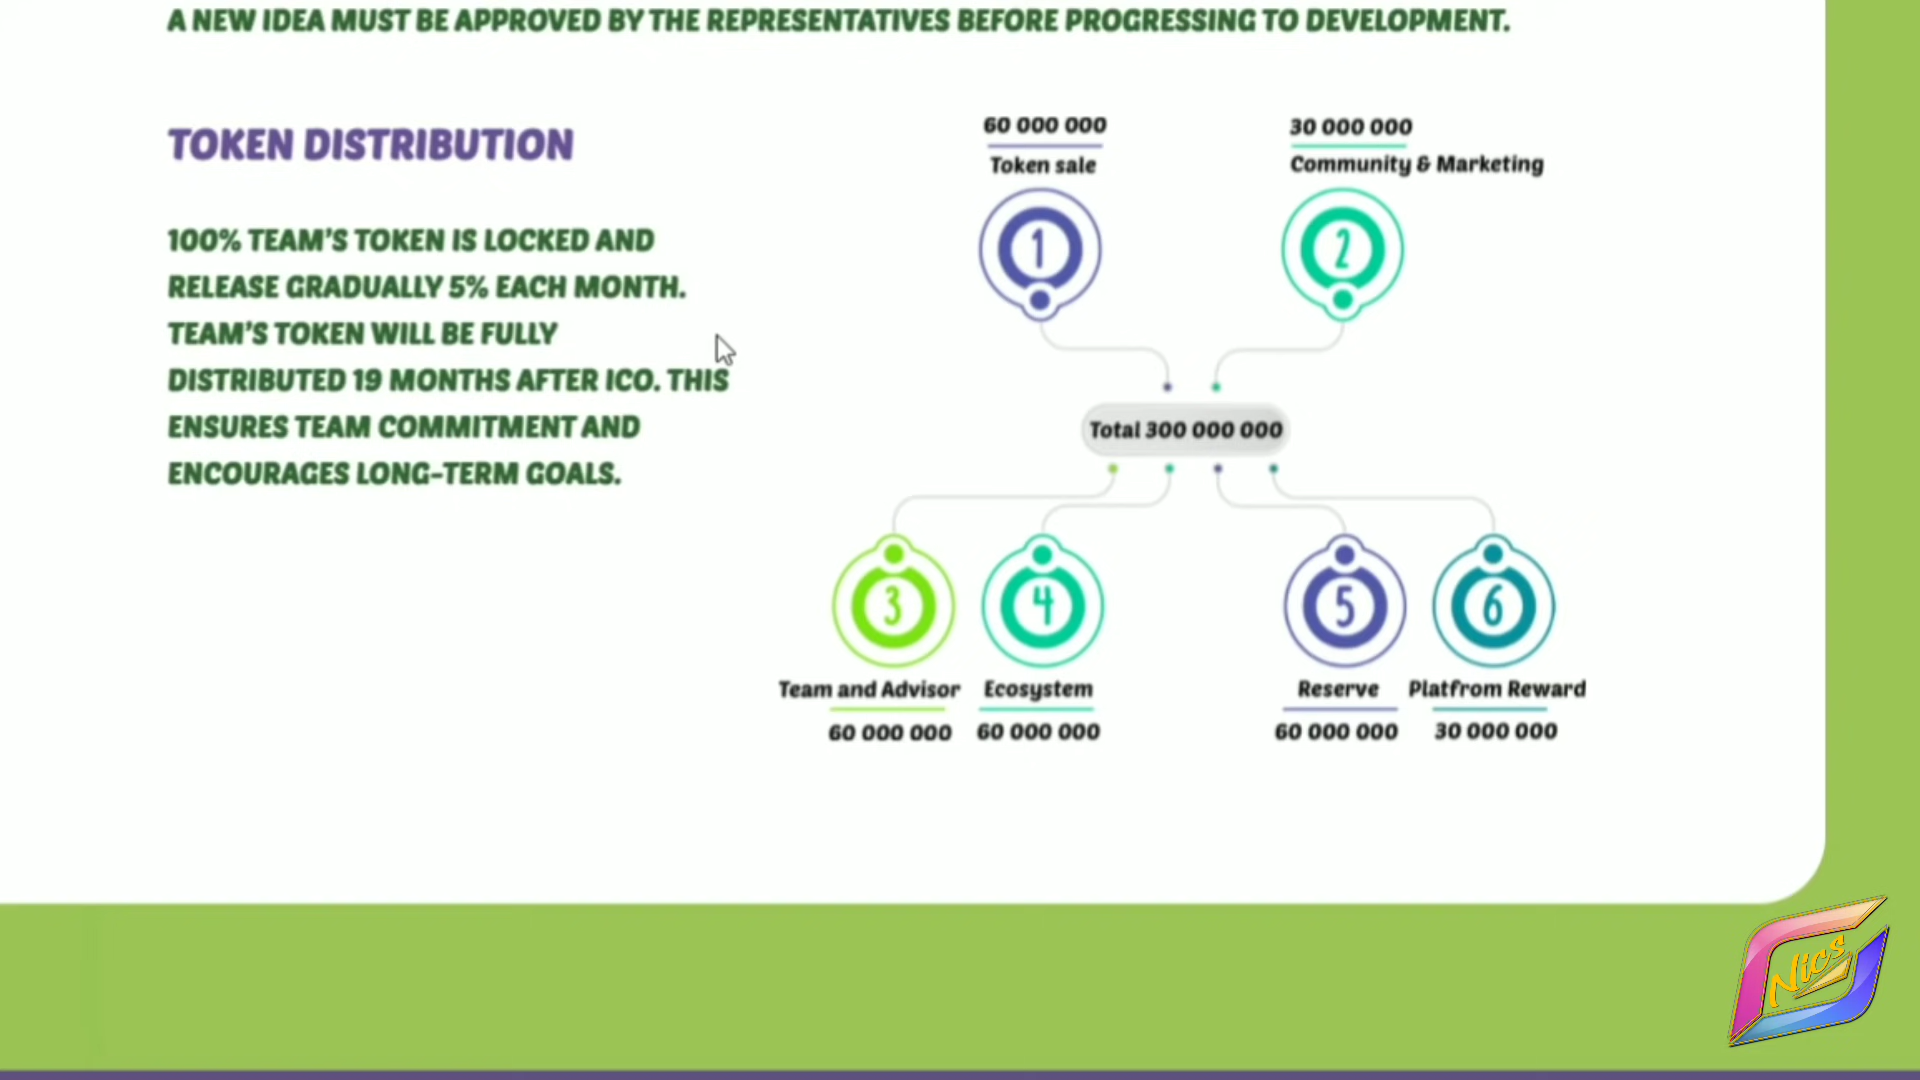 A NEW IDEA MUST BE APPROVED BY THE REPRESENTATIVES BEFORE PROGRESSING TO DEVELOPMENT.
TOKEN DISTRIBUTION
100% TEAM'S TOKEN IS LOCKED AND
RELEASE GRADUALLY 5% EACH MONTH.
TEAM'S TOKEN WILL BE FULLY
DISTRIBUTED 19 MONTHS AFTER ICO. THIS
ENSURES TEAM COMMITMENT AND
ENCOURAGES LONG-TERM GOALS.
60 000 000
Token sale
1
30 000 000
Community & Marketing
2
Total 300 000 000
3
Team and Advisor
60 000 000
4
Ecosystem
60 000 000
5
Reserve
60 000 000
6
Platfrom Reward
30 000 000
Nics